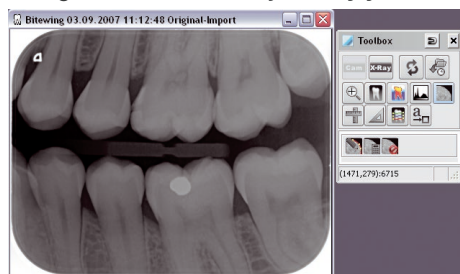 Bitewing 03.09.2007 11:12:48 Original-Import
Toolbox
Cam
X-Ray
a
(1471,279):6715